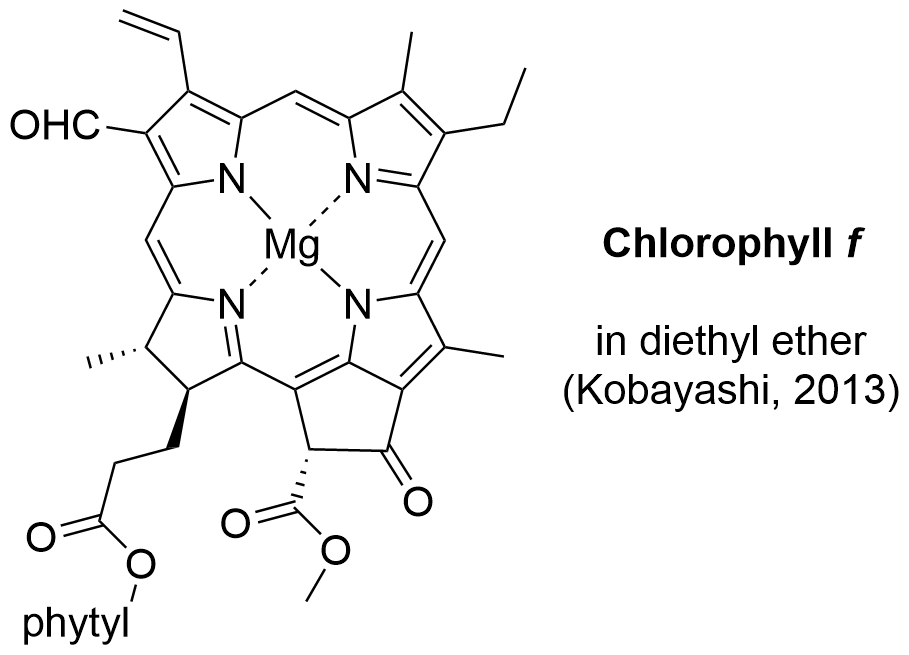 OHC
N
N
Mg
N
N
O
O
O
O
O
phytyl
Chlorophyll f
in diethyl ether
(Kobayashi, 2013)